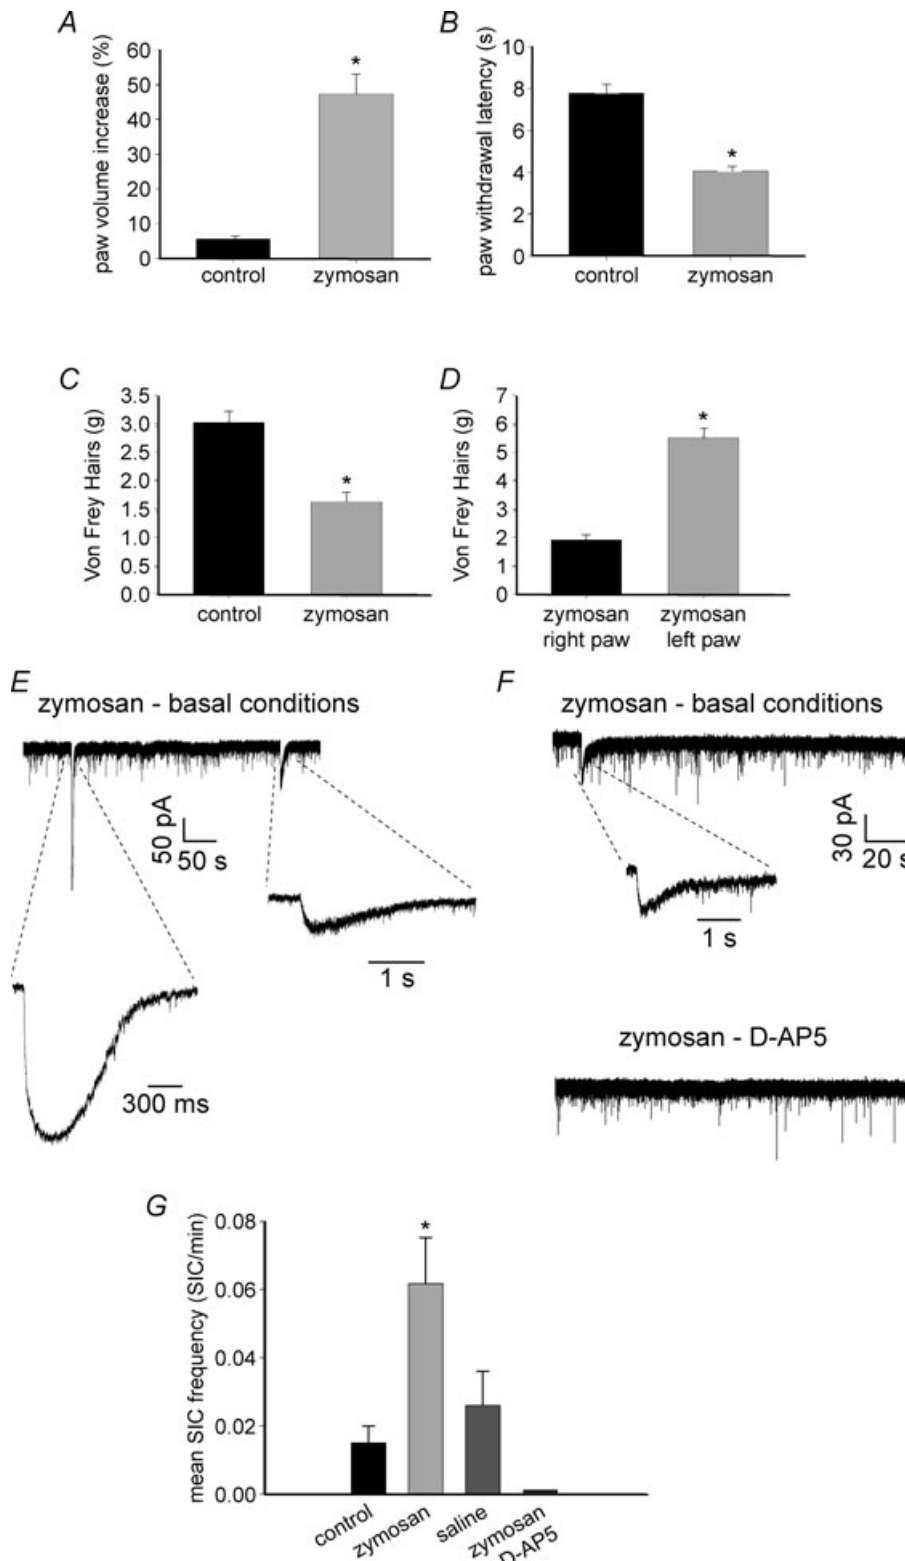 A
paw volume increase (%)
60
50
40
30
20
10
0
*
control
zymosan
B
paw withdrawal latency (s)
10
8
6
4
2
0
*
control
zymosan
C
Von Frey Hairs (g)
3.5
3.0
2.5
2.0
1.5
1.0
0.5
0.0
*
control
zymosan
D
Von Frey Hairs (g)
7
6
5
4
3
2
1
0
*
zymosan
right paw
zymosan
left paw
E
zymosan - basal conditions
50 pA
50 s
1 s
300 ms
F
zymosan - basal conditions
30 pA
20 s
1 s
zymosan - D-AP5
G
mean SIC frequency (SIC/min)
0.08
0.06
0.04
0.02
0.00
*
control
zymosan
saline
zymosan
D-AP5